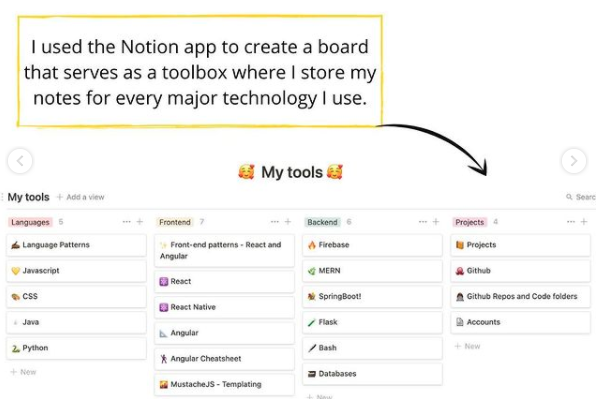 I used the Notion app to create a board
that serves as a toolbox where I store my
notes for every major technology I use.
My tools
My tools
+ Add a view
Searc
Languages 5
Language Patterns
Javascript
CSS
Java
Python
+ New
Frontend 7
Front-end patterns - React and
Angular
React
React Native
Angular
Angular Cheatsheet
MustacheJS - Templating
Backend 6
Firebase
MERN
SpringBoot!
Flask
Bash
Databases
+ New
Projects 4
Projects
Github
Github Repos and Code folders
Accounts
+ New